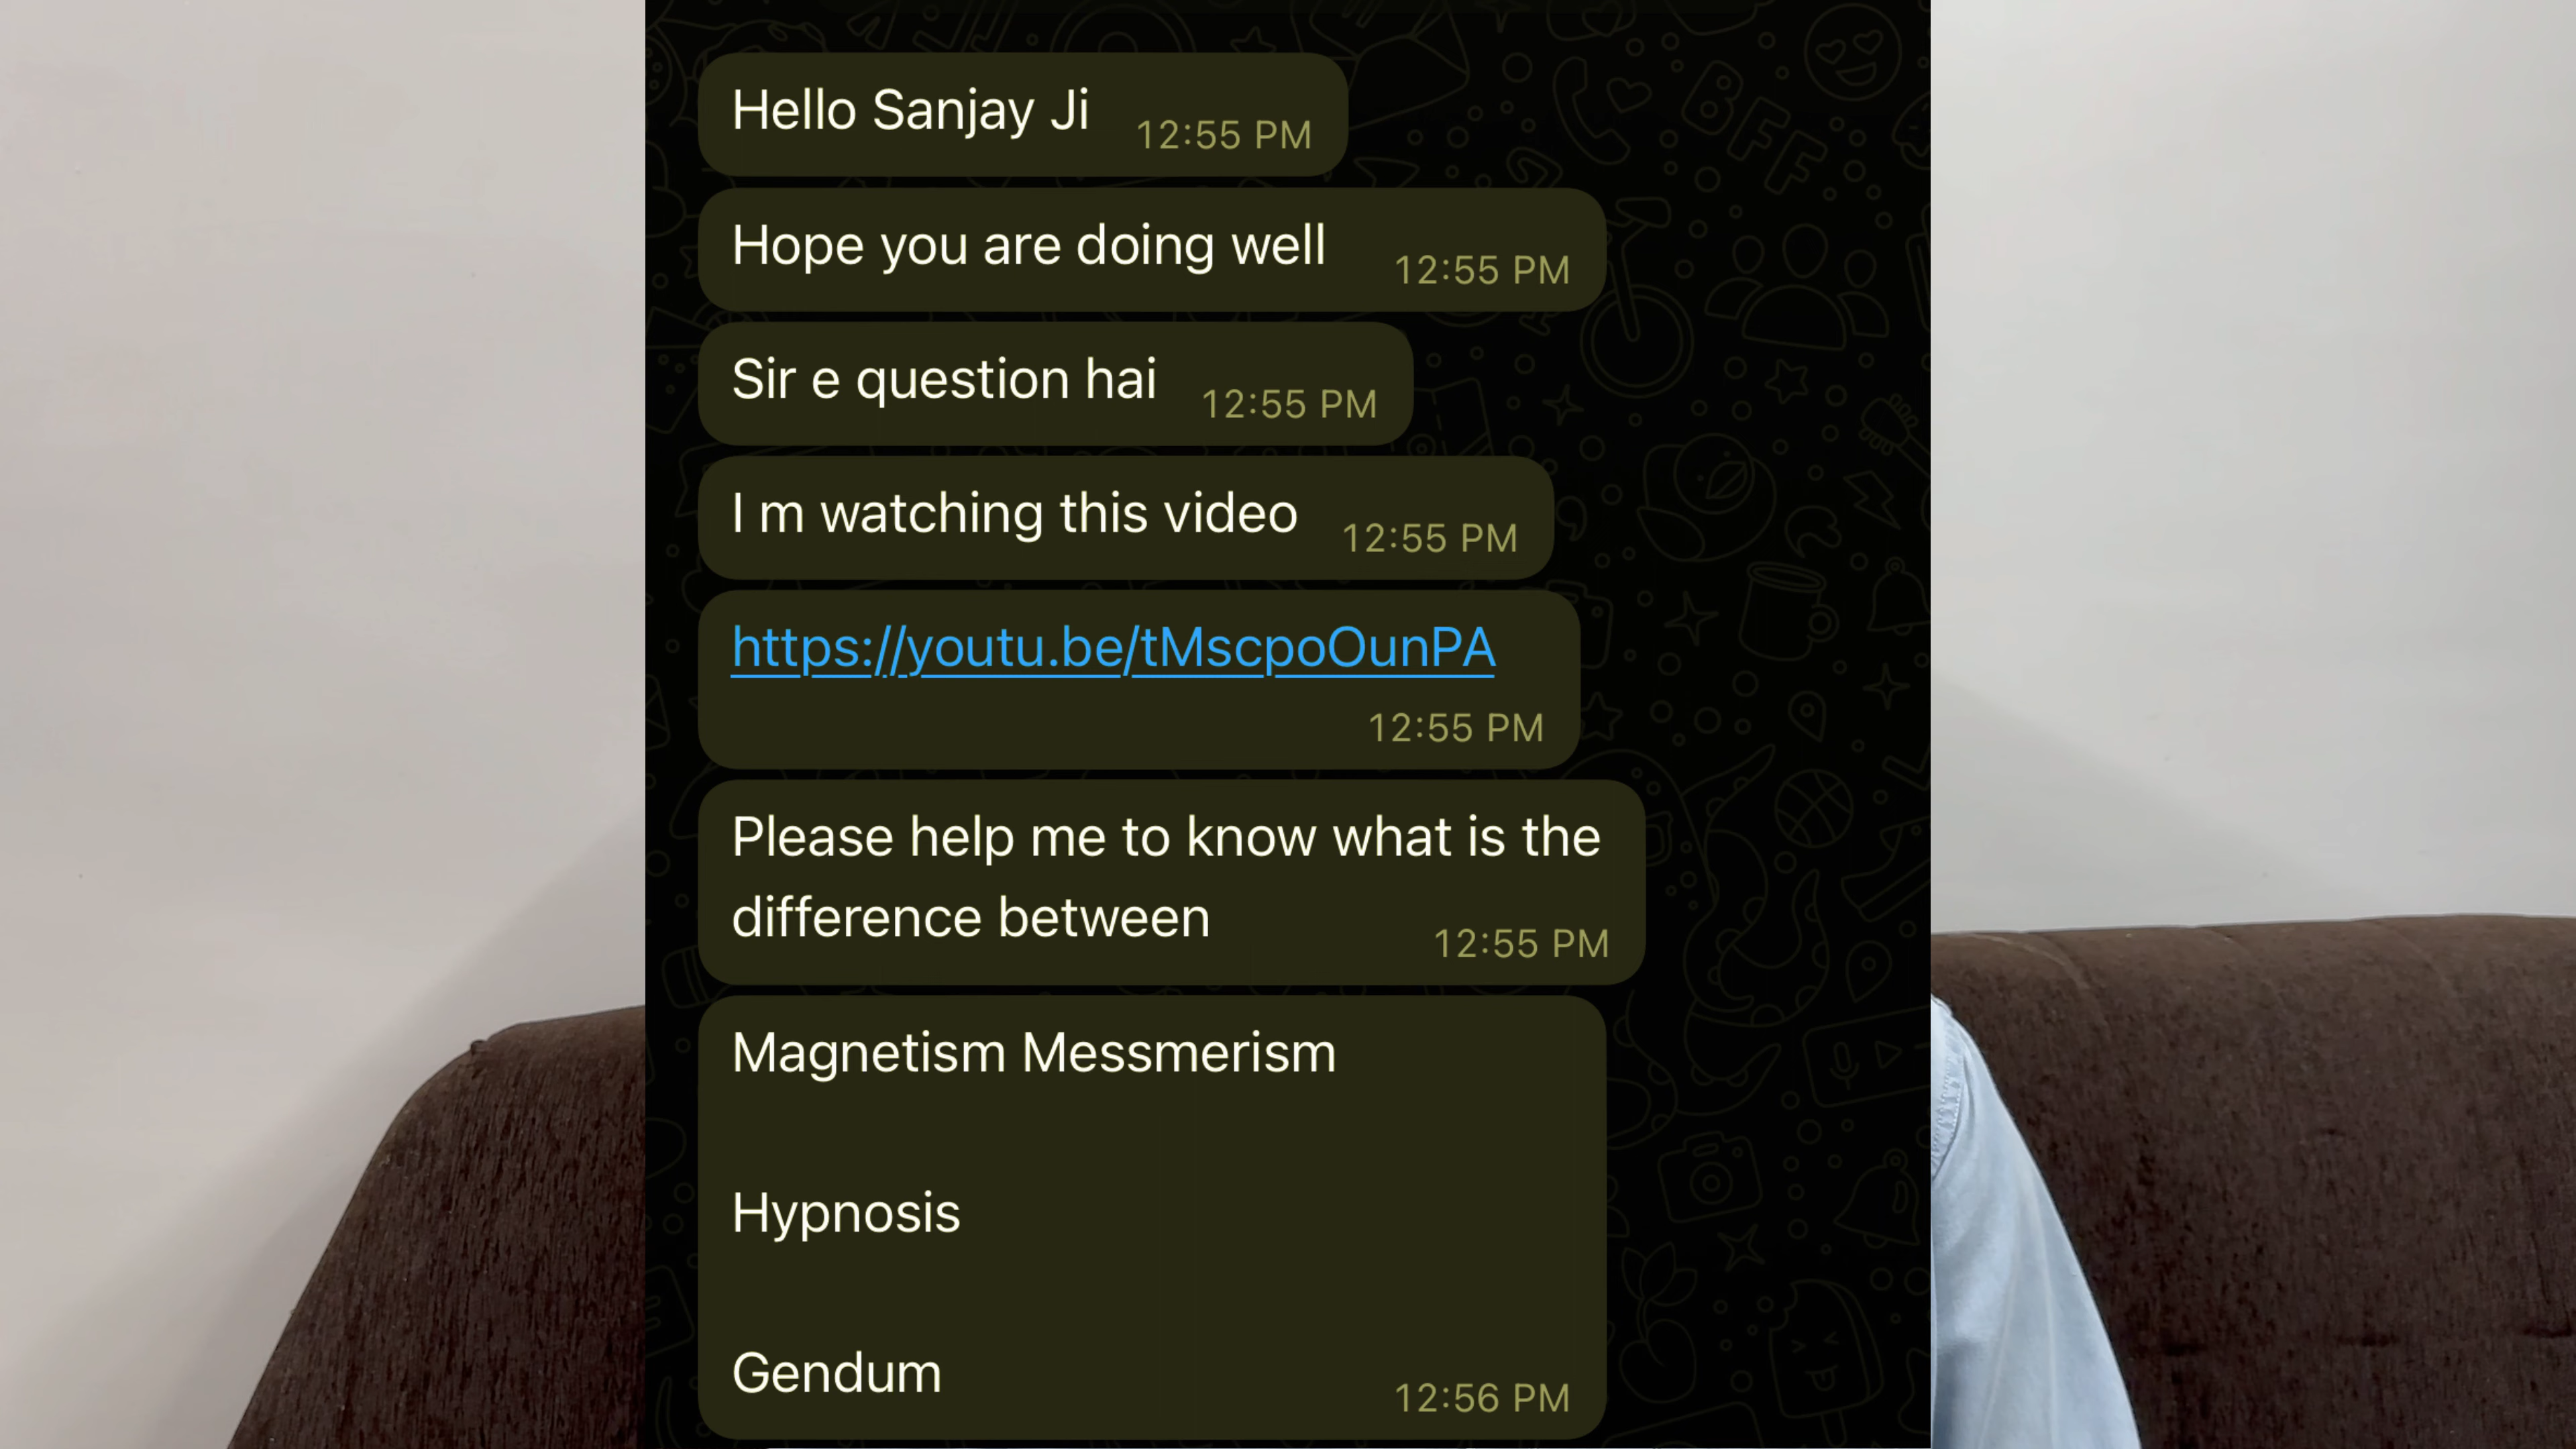 Hello Sanjay Ji
12:55 PM
Hope you are doing well
12:55 PM
Sir e question hai
12:55 PM
I m watching this video
12:55 PM
https://youtu.be/tMscpoOunPA
12:55 PM
Please help me to know what is the
difference between
12:55 PM
Magnetism Messmerism
Hypnosis
Gendum
12:56 PM
BFF